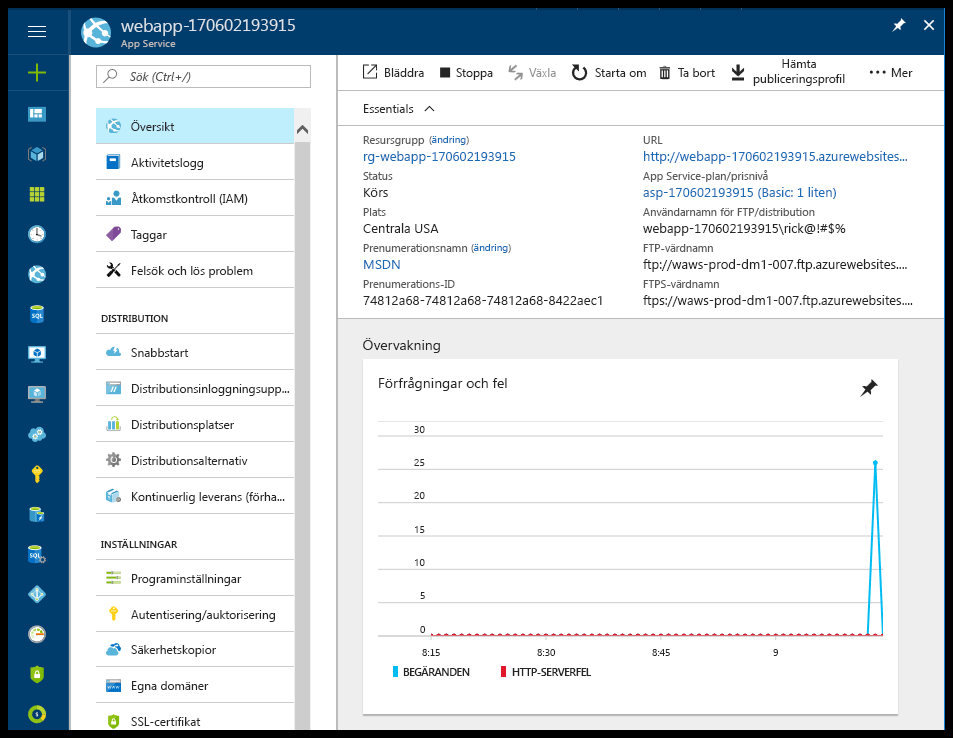 webapp-170602193915
App Service
Sök (Ctrl+/)
Översikt
Aktivitetslogg
Åtkomstkontroll (IAM)
Taggar
Felsök och lös problem
DISTRIBUTION
Snabbstart
Distributionsinloggningsupp...
Distributionsplatser
Distributionsalternativ
Kontinuerlig leverans (förha...
INSTÄLLNINGAR
Programinställningar
Autentisering/auktorisering
Säkerhetskopior
Egna domäner
SSL-certifikat
Bläddra
Stoppa
Växla
Starta om
Ta bort
Hämta
publiceringsprofil
Mer
Essentials
Resursgrupp (ändring)
rg-webapp-170602193915
Status
Körs
Plats
Centrala USA
Prenumerationsnamn (ändring)
MSDN
Prenumerations-ID
74812a68-74812a68-74812a68-8422aec1
URL
http://webapp-170602193915.azurewebsites...
App Service-plan/prisnivå
asp-170602193915 (Basic: 1 liten)
Användarnamn för FTP/distribution
webapp-170602193915\rick@!#$%
FTP-värdnamn
ftp://waws-prod-dm1-007.ftp.azurewebsites....
FTPS-värdnamn
ftps://waws-prod-dm1-007.ftp.azurewebsites....
Övervakning
Förfrågningar och fel
30
25
20
15
10
5
0
8:15 8:30 8:45 9
BEGÄRANDEN HTTP-SERVERFEL